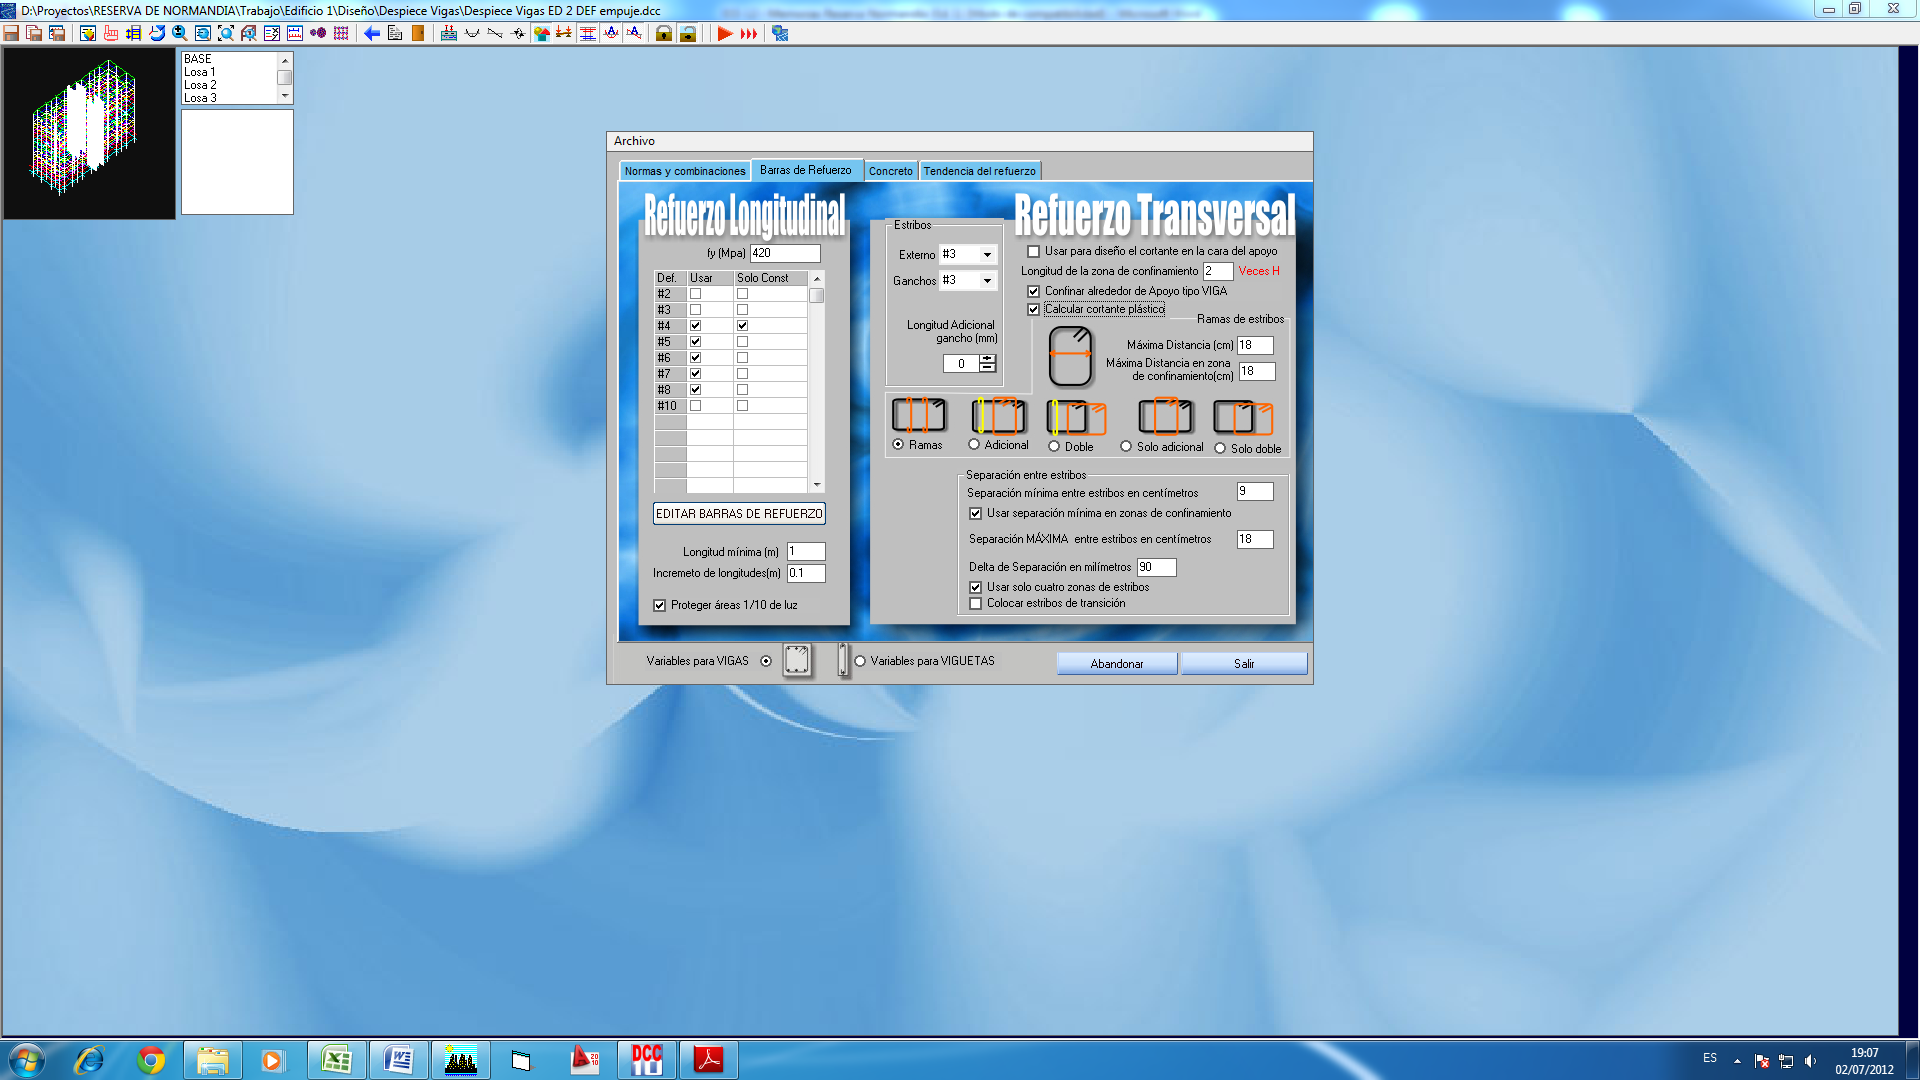 D:\Proyectos\RESERVA DE NORMANDIA\Trabajo\Edificio 1\Diseño\Despiece Vigas\Despiece Vigas ED 2 DEF empuje.dcc
BASE
Losa 1
Losa 2
Losa 3
Archivo
Normas y combinaciones
Barras de Refuerzo
Concreto
Tendencia del refuerzo
Refuerzo Longitudinal
fy (Mpa) 420
Def. Usar Solo Const
#2
#3
#4
#5
#6
#7
#8
#10
EDITAR BARRAS DE REFUERZO
Longitud mínima (m) 1
Incremeto de longitudes(m) 0.1
Proteger áreas 1/10 de luz
Refuerzo Transversal
Estribos
Externo #3
Ganchos #3
Longitud Adicional
gancho (mm)
0
Usar para diseño el cortante en la cara del apoyo
Longitud de la zona de confinamiento 2 Veces H
Confinar alrededor de Apoyo tipo VIGA
Calcular cortante plástico
Ramas de estribos
Máxima Distancia (cm) 18
Máxima Distancia en zona
de confinamiento(cm) 18
Ramas
Adicional
Doble
Solo adicional
Solo doble
Separación entre estribos
Separación mínima entre estribos en centímetros 9
Usar separación mínima en zonas de confinamiento
Separación MÁXIMA entre estribos en centímetros 18
Delta de Separación en milímetros 90
Usar solo cuatro zonas de estribos
Colocar estribos de transición
Variables para VIGAS
Variables para VIGUETAS
Abandonar
Salir
DCC
ES
19:07
02/07/2012